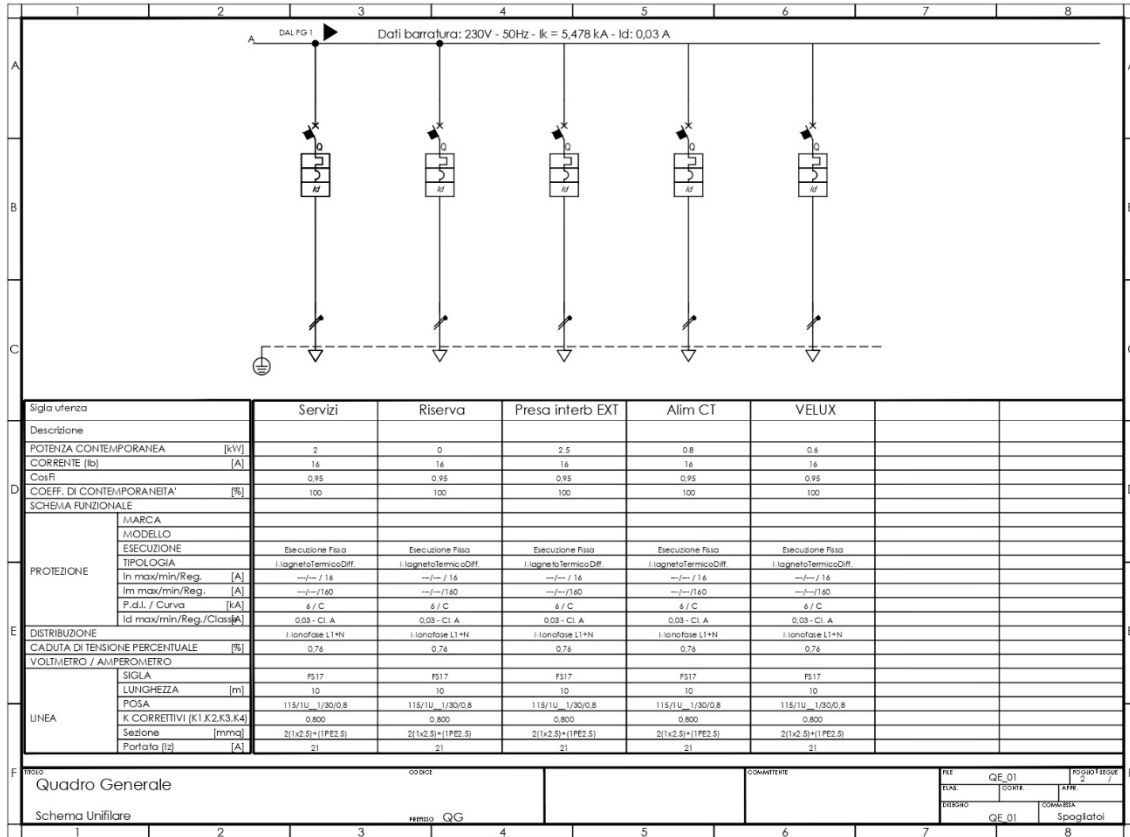 1 2 3 4 5 6 7 8
A DAL FG 1 Dati barratura: 230V - 50Hz - Ik = 5,478 kA - Id: 0,03 A
A
Q Q Q Q Q
Id Id Id Id Id
B
C
Sigla utenza Servizi Riserva Presa interb EXT Alim CT VELUX
Descrizione
POTENZA CONTEMPORANEA [kW] 2 0 2.5 0.8 0.6
CORRENTE (Ib) [A] 16 16 16 16 16
CosFi 0,95 0,95 0,95 0,95 0,95
D
COEFF. DI CONTEMPORANEITA' [%] 100 100 100 100 100
SCHEMA FUNZIONALE
PROTEZIONE
MARCA
MODELLO
ESECUZIONE Esecuzione Fissa Esecuzione Fissa Esecuzione Fissa Esecuzione Fissa Esecuzione Fissa
TIPOLOGIA MagnetoTermicoDiff. MagnetoTermicoDiff. MagnetoTermicoDiff. MagnetoTermicoDiff. MagnetoTermicoDiff.
In max/min/Reg. [A] ---/--- / 16 ---/--- / 16 ---/--- / 16 ---/--- / 16 ---/--- / 16
Im max/min/Reg. [A] ---/---/160 ---/---/160 ---/---/160 ---/---/160 ---/---/160
P.d.I. / Curva [kA] 6 / C 6 / C 6 / C 6 / C 6 / C
Id max/min/Reg./Classe [A] 0,03 - Cl. A 0,03 - Cl. A 0,03 - Cl. A 0,03 - Cl. A 0,03 - Cl. A
E
DISTRIBUZIONE Monofase L1+N Monofase L1+N Monofase L1+N Monofase L1+N Monofase L1+N
CADUTA DI TENSIONE PERCENTUALE [%] 0,76 0,76 0,76 0,76 0,76
VOLTMETRO / AMPEROMETRO
LINEA
SIGLA FS17 FS17 FS17 FS17 FS17
LUNGHEZZA [m] 10 10 10 10 10
POSA 115/1U__1/30/0,8 115/1U__1/30/0,8 115/1U__1/30/0,8 115/1U__1/30/0,8 115/1U__1/30/0,8
K CORRETTIVI (K1,K2,K3,K4) 0,800 0,800 0,800 0,800 0,800
Sezione [mmq] 2(1x2,5)+(1PE2,5) 2(1x2,5)+(1PE2,5) 2(1x2,5)+(1PE2,5) 2(1x2,5)+(1PE2,5) 2(1x2,5)+(1PE2,5)
Portata (Iz) [A] 21 21 21 21 21
F
TITOLO CODICE COMMITTENTE FILE QE_01 FOGLIO 2 SEGUE /
Quadro Generale
ELAB. CONTR. APPR.
Schema Unifilare PREFISSO QG DISEGNO QE_01 COMMESSA Spogliatoi
1 2 3 4 5 6 7 8